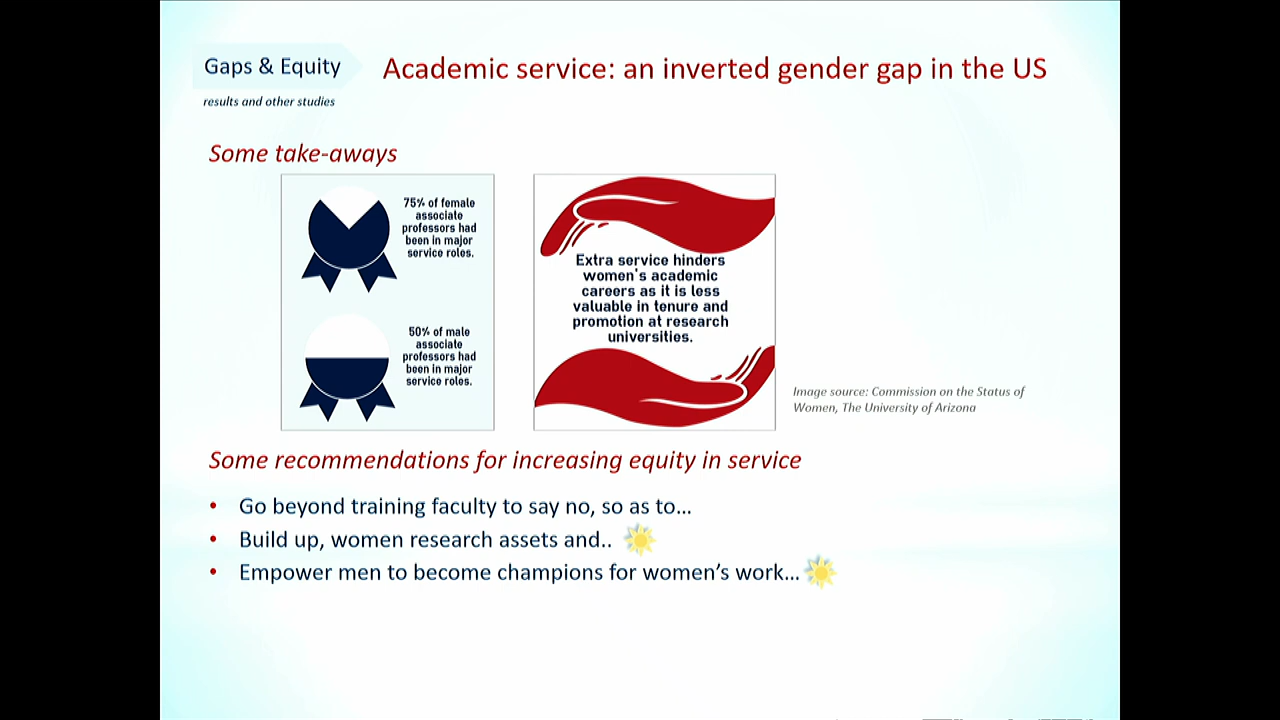 Gaps & Equity
Academic service: an inverted gender gap in the US
results and other studies
Some take-aways
75% of female
associate
professors had
been in major
service roles.
50% of male
associate
professors had
been in major
service roles.
Extra service hinders
women's academic
careers as it is less
valuable in tenure and
promotion at research
universities.
Image source: Commission on the Status of
Women, The University of Arizona
Some recommendations for increasing equity in service
• Go beyond training faculty to say no, so as to…
• Build up, women research assets and..
• Empower men to become champions for women’s work…